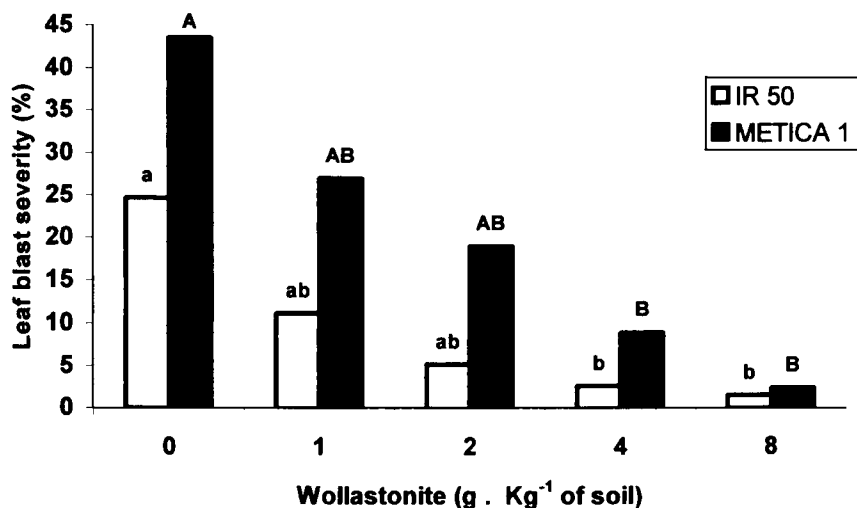 Leaf blast severity (%)
45
40
35
30
25
20
15
10
5
0
A
a
AB
ab
AB
ab
B
b
B
b
IR 50
METICA 1
0 1 2 4 8
Wollastonite (g . Kg⁻¹ of soil)